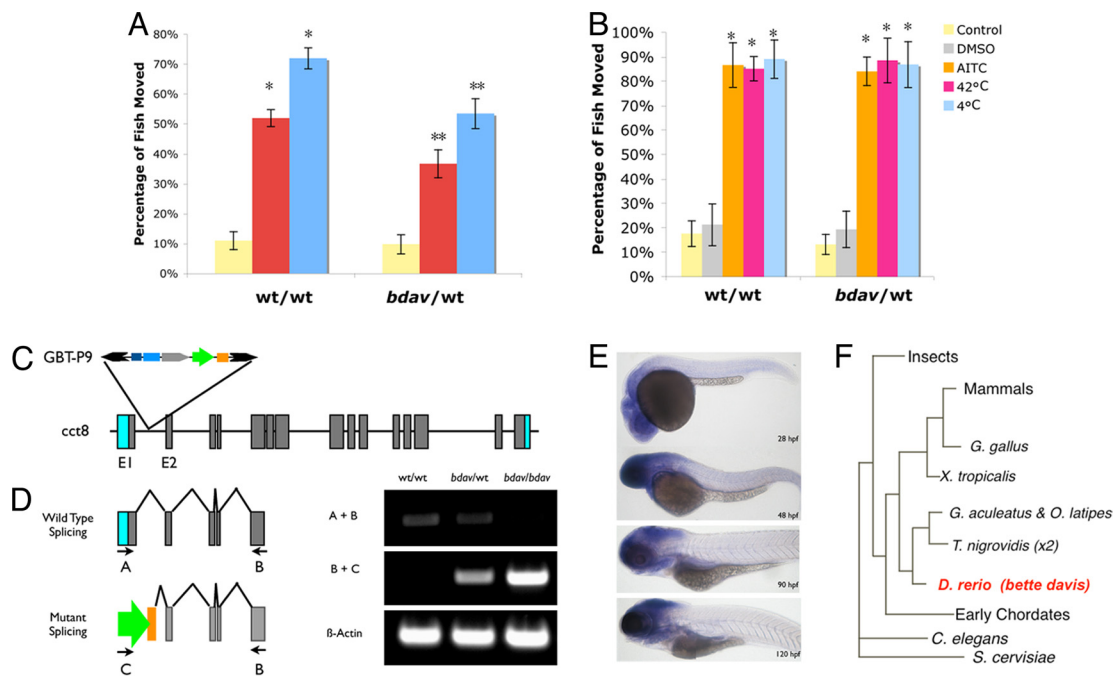 A
Percentage of Fish Moved
80%
70%
60%
50%
40%
30%
20%
10%
0%
*
*
**
**
wt/wt
bdav/wt
B
Percentage of Fish Moved
100%
90%
80%
70%
60%
50%
40%
30%
20%
10%
0%
* * *
* * *
wt/wt
bdav/wt
Control
DMSO
AITC
42ºC
4ºC
C
GBT-P9
cct8
E1
E2
D
Wild Type
Splicing
A
B
Mutant
Splicing
C
B
wt/wt
bdav/wt
bdav/bdav
A + B
B + C
ß-Actin
E
28 hpf
48 hpf
90 hpf
120 hpf
F
Insects
Mammals
G. gallus
X. tropicalis
G. aculeatus & O. latipes
T. nigrovidis (x2)
D. rerio (bette davis)
Early Chordates
C. elegans
S. cervisiae